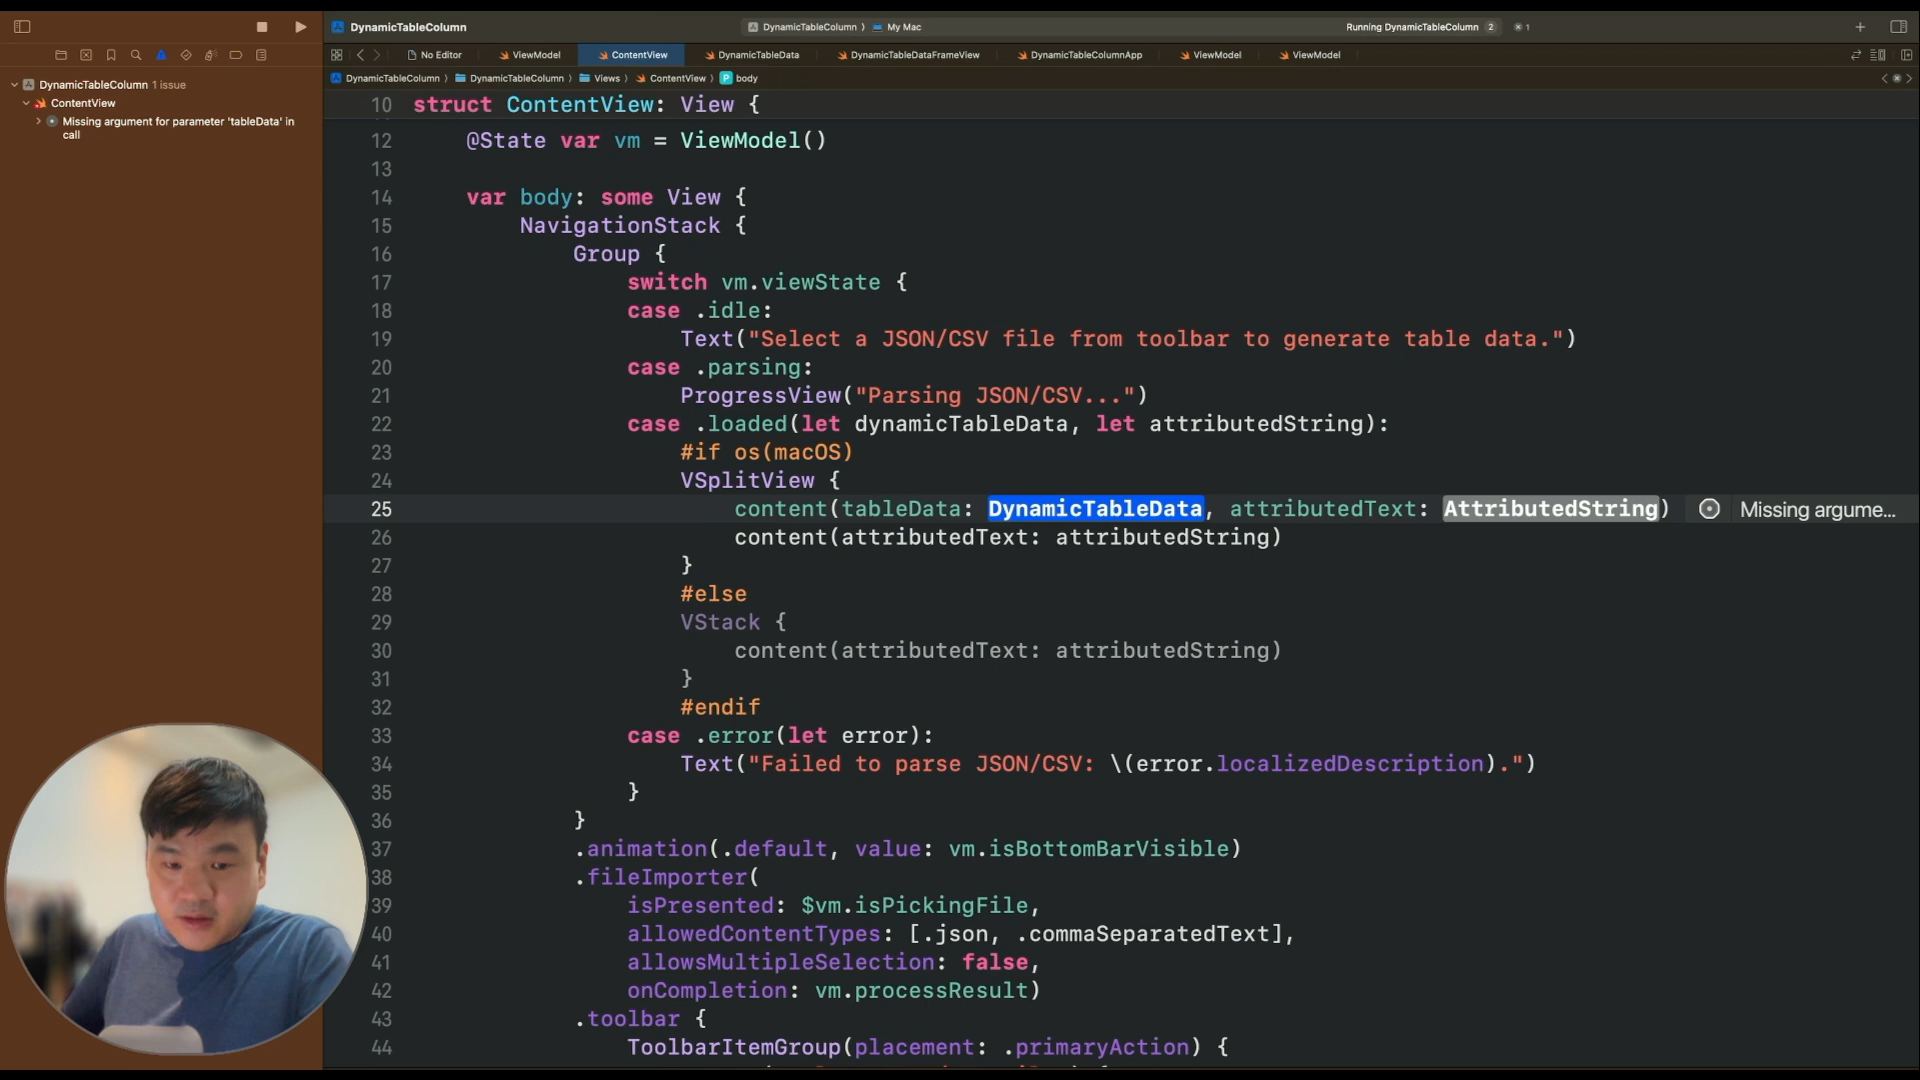 DynamicTableColumn
DynamicTableColumn 〉 My Mac
Running DynamicTableColumn 2
1
No Editor
ViewModel
ContentView
DynamicTableData
DynamicTableDataFrameView
DynamicTableColumnApp
ViewModel
ViewModel
DynamicTableColumn 〉 DynamicTableColumn 〉 Views 〉 ContentView 〉 P body
DynamicTableColumn 1 issue
ContentView
Missing argument for parameter 'tableData' in
call
10 struct ContentView: View {
12 @State var vm = ViewModel()
13
14 var body: some View {
15 NavigationStack {
16 Group {
17 switch vm.viewState {
18 case .idle:
19 Text("Select a JSON/CSV file from toolbar to generate table data.")
20 case .parsing:
21 ProgressView("Parsing JSON/CSV...")
22 case .loaded(let dynamicTableData, let attributedString):
23 #if os(macOS)
24 VSplitView {
25 content(tableData: DynamicTableData, attributedText: AttributedString) Missing argume...
26 content(attributedText: attributedString)
27 }
28 #else
29 VStack {
30 content(attributedText: attributedString)
31 }
32 #endif
33 case .error(let error):
34 Text("Failed to parse JSON/CSV: \(error.localizedDescription).")
35 }
36 }
37 .animation(.default, value: vm.isBottomBarVisible)
38 .fileImporter(
39 isPresented: $vm.isPickingFile,
40 allowedContentTypes: [.json, .commaSeparatedText],
41 allowsMultipleSelection: false,
42 onCompletion: vm.processResult)
43 .toolbar {
44 ToolbarItemGroup(placement: .primaryAction) {